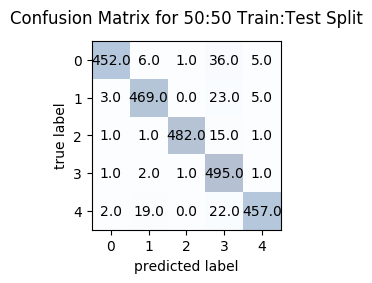 Confusion Matrix for 50:50 Train:Test Split
0 452.0 6.0 1.0 36.0 5.0
1 3.0 469.0 0.0 23.0 5.0
2 1.0 1.0 482.0 15.0 1.0
3 1.0 2.0 1.0 495.0 1.0
4 2.0 19.0 0.0 22.0 457.0
true label
0 1 2 3 4
predicted label